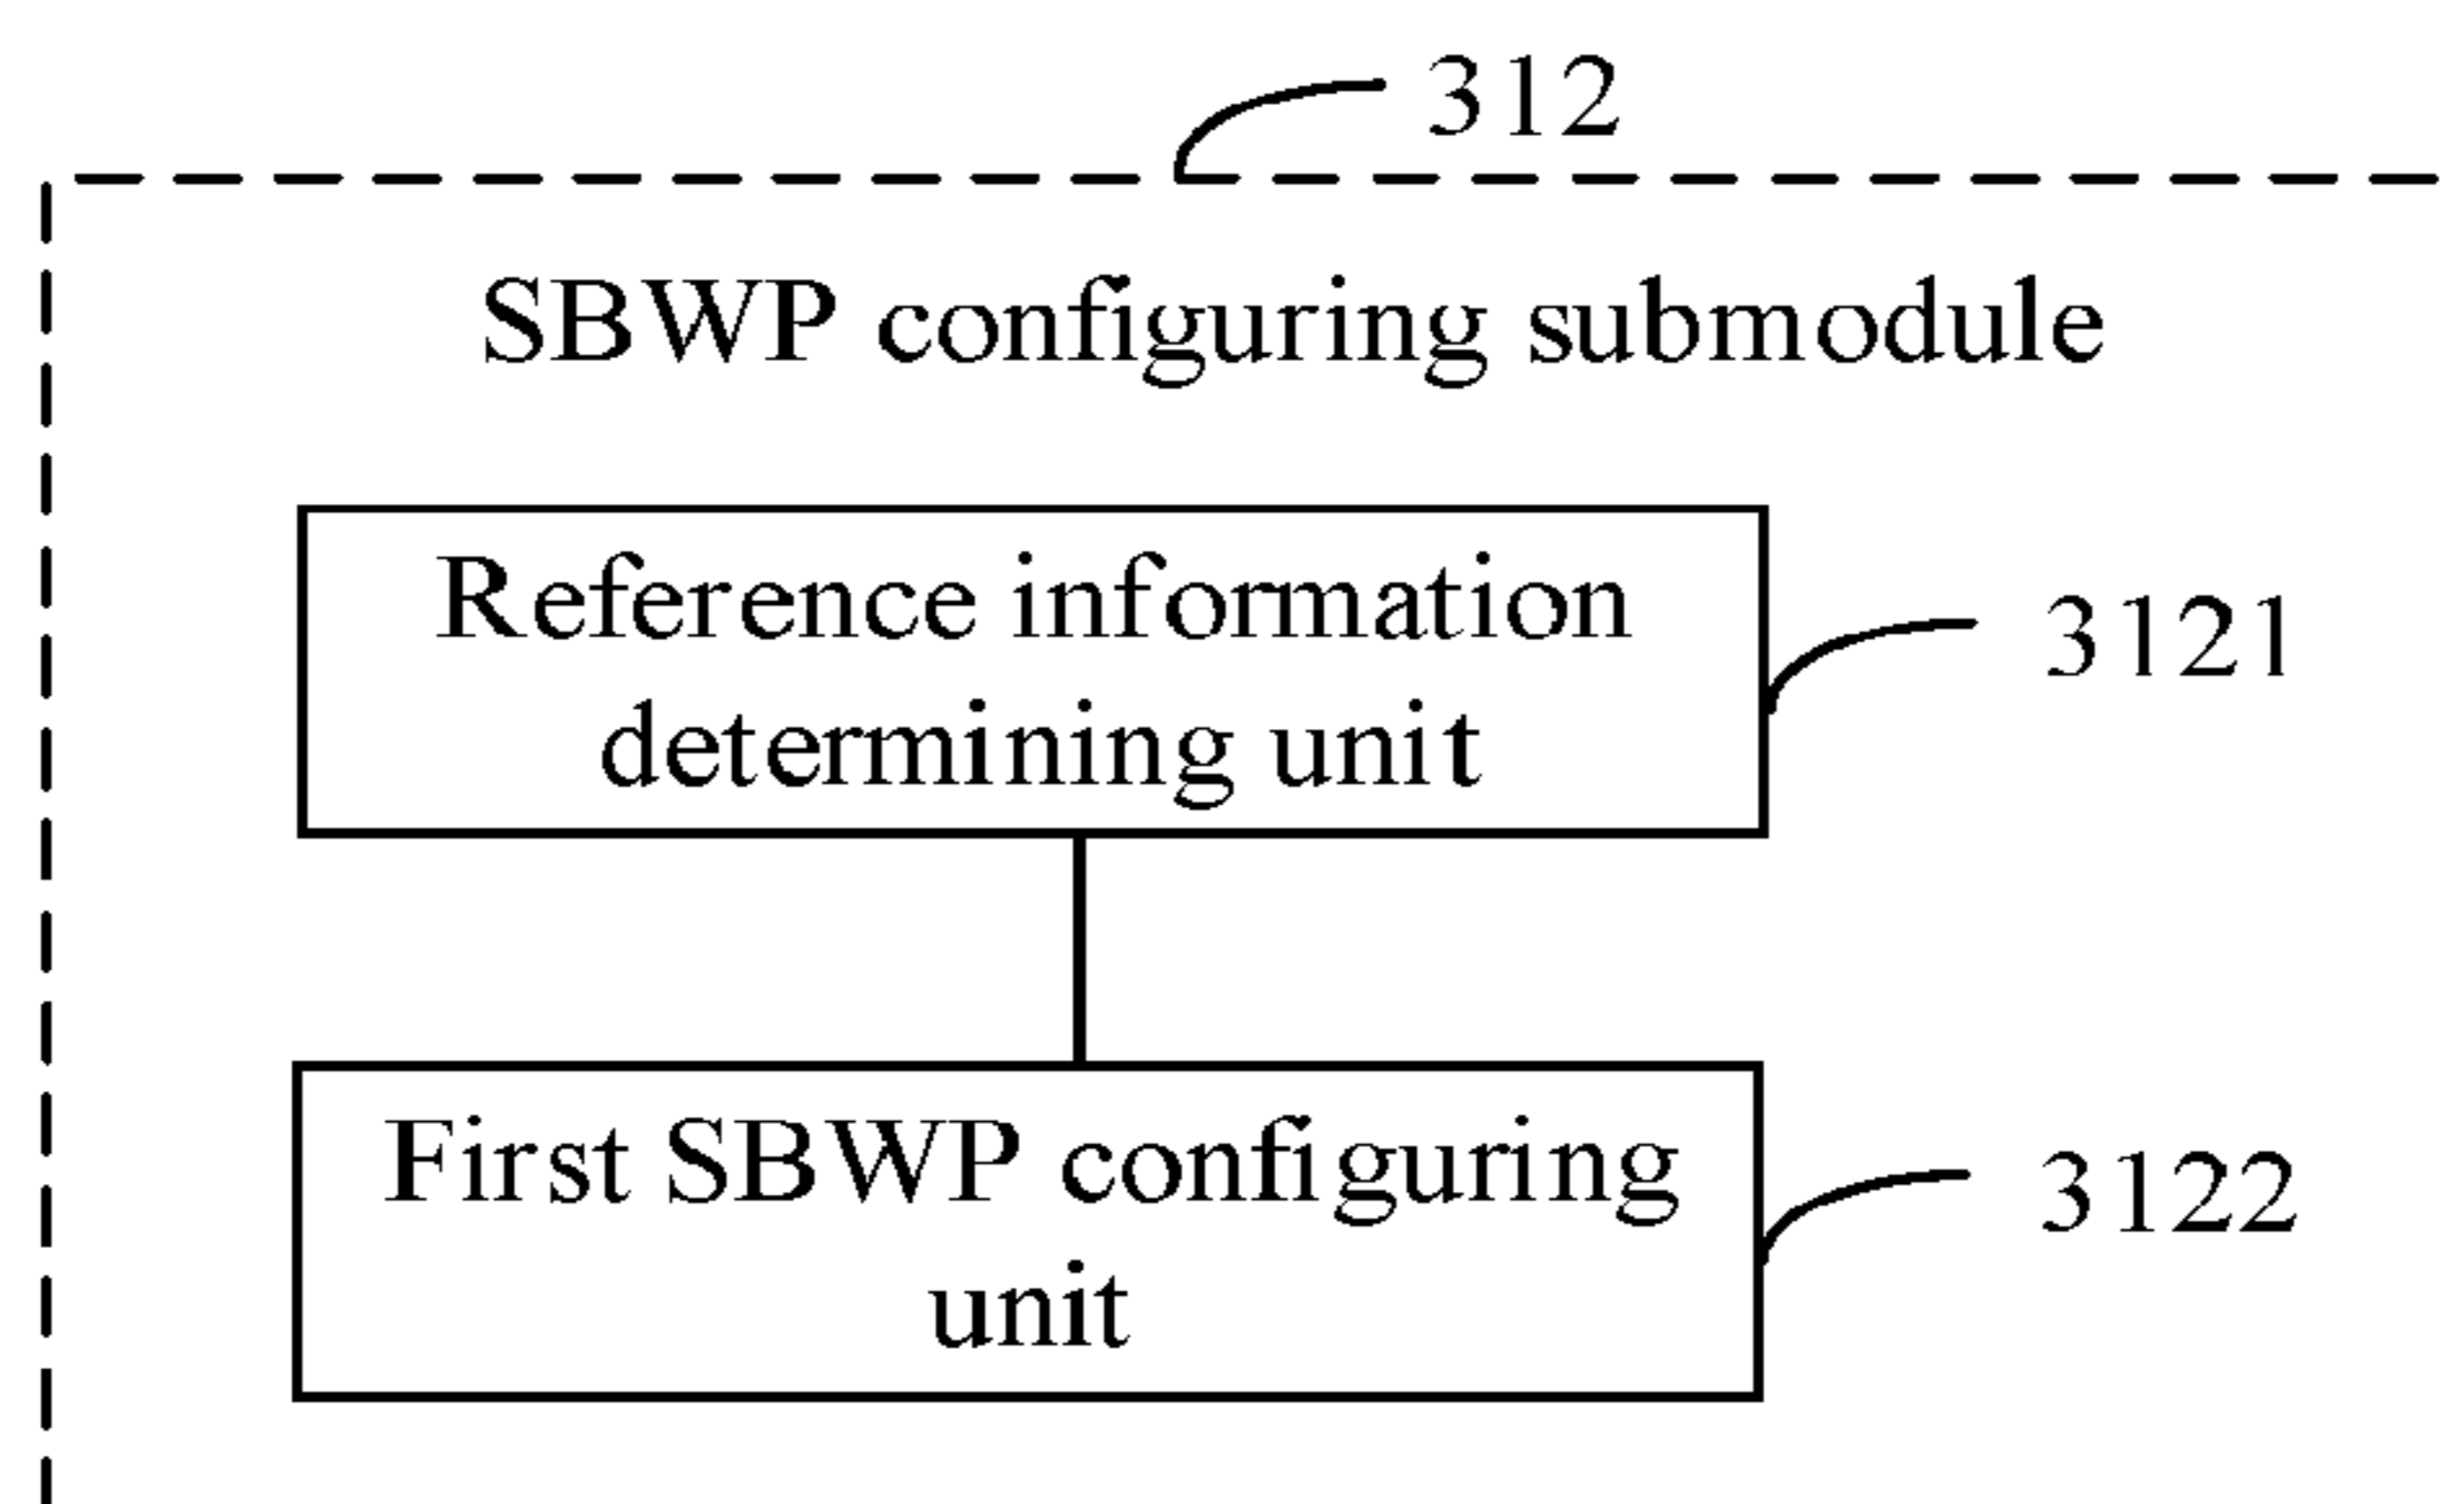 312
SBWP configuring submodule
Reference information
determining unit
3121
First SBWP configuring
unit
3122